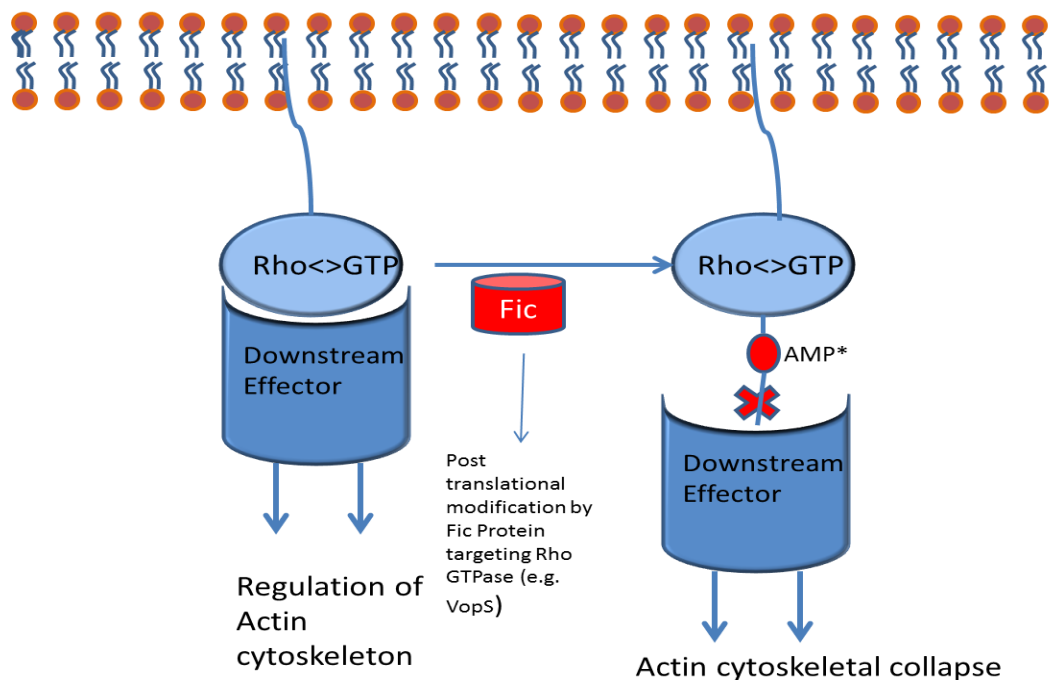 Rho<>GTP
Downstream
Effector
Regulation of
Actin
cytoskeleton
Fic
Post
translational
modification by
Fic Protein
targeting Rho
GTPase (e.g.
VopS)
Rho<>GTP
AMP*
Downstream
Effector
Actin cytoskeletal collapse